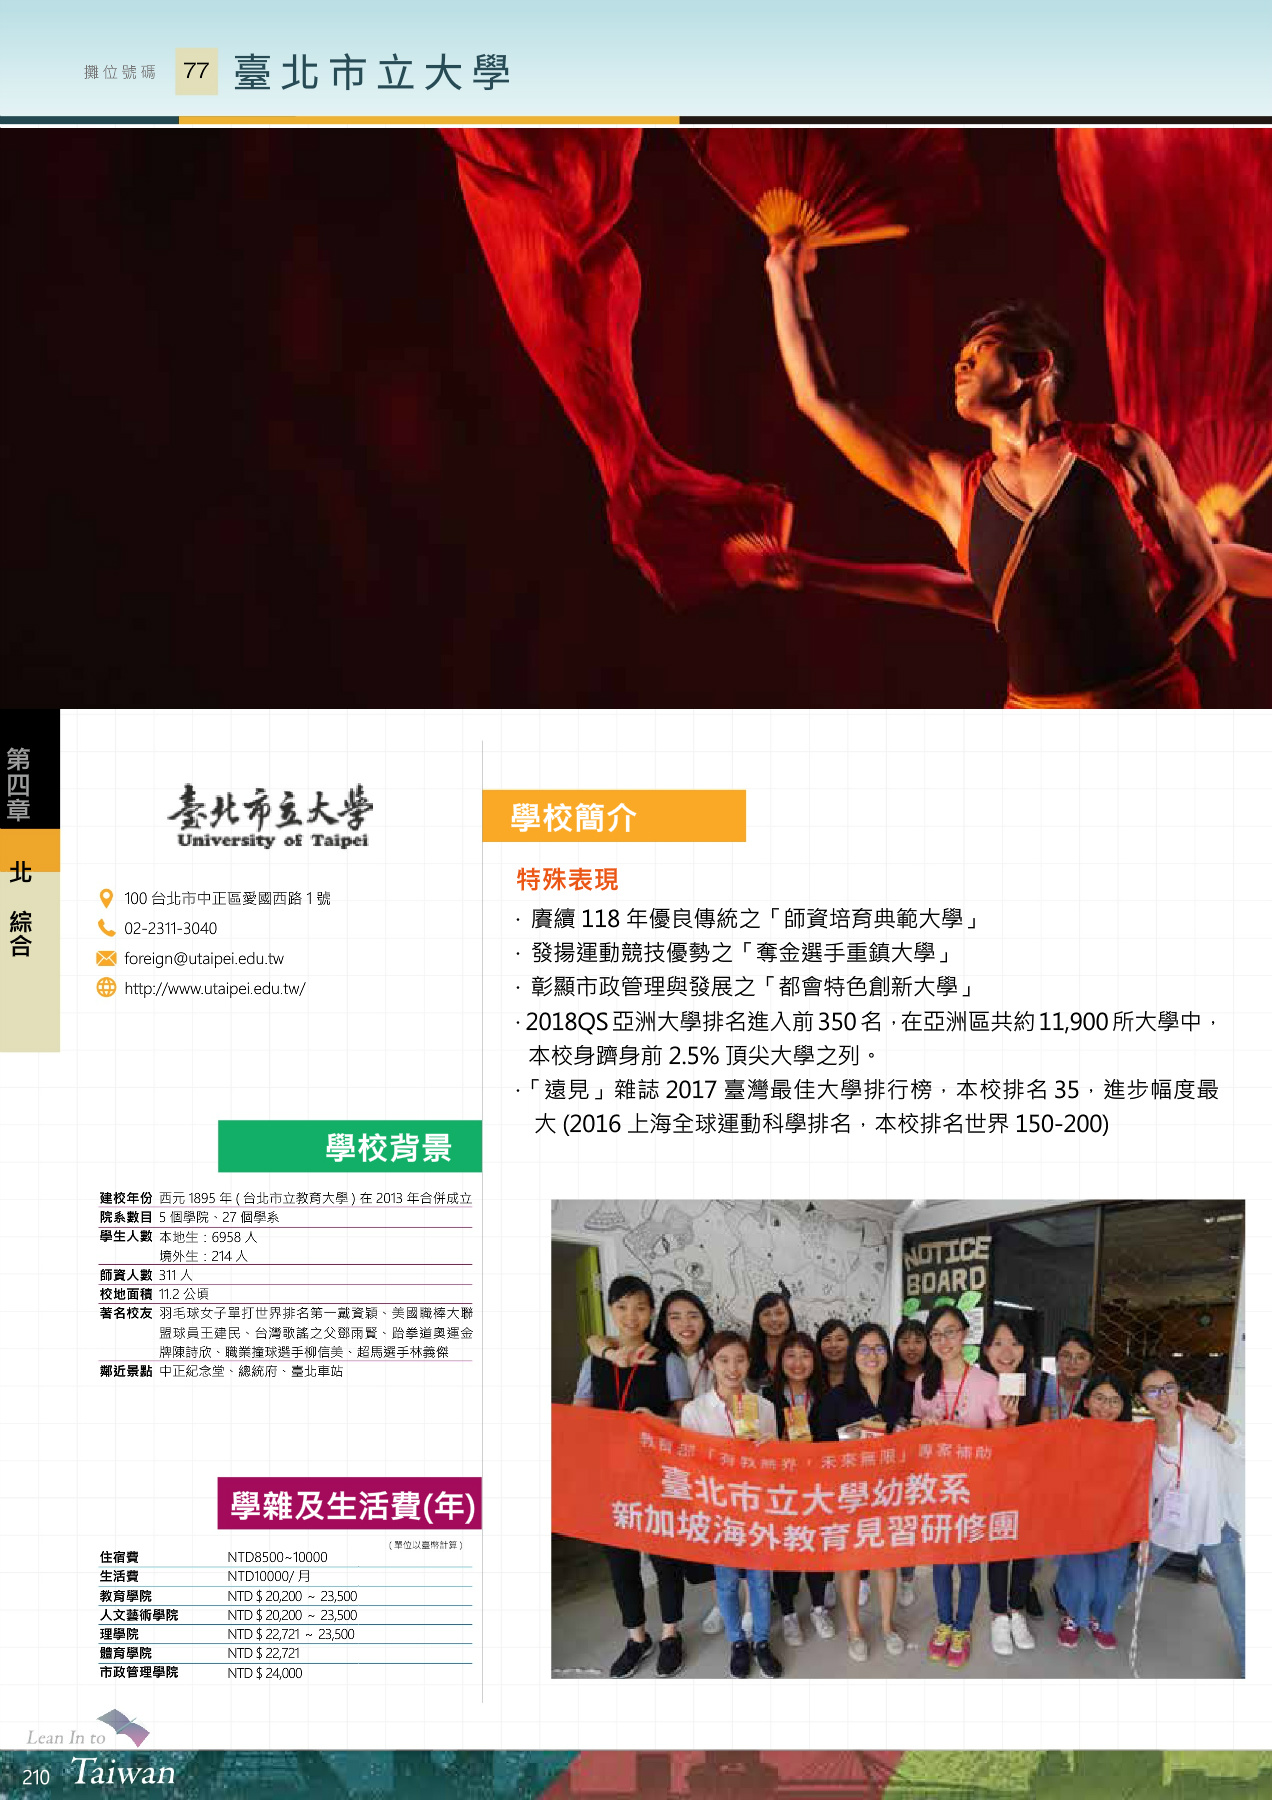 攤位號碼 77 臺北市立大學
第四章
北 綜合
臺北市立大學
University of Taipei
100 台北市中正區愛國西路 1 號
02-2311-3040
foreign@utaipei.edu.tw
http://www.utaipei.edu.tw/
學校背景
建校年份 西元 1895 年 ( 台北市立教育大學 ) 在 2013 年合併成立
院系數目 5 個學院、27 個學系
學生人數 本地生：6958 人
境外生：214 人
師資人數 311 人
校地面積 11.2 公頃
著名校友 羽毛球女子單打世界排名第一戴資穎、美國職棒大聯
盟球員王建民、台灣歌謠之父鄧雨賢、跆拳道奧運金
牌陳詩欣、職業撞球選手柳信美、超馬選手林義傑
鄰近景點 中正紀念堂、總統府、臺北車站
學雜及生活費(年)
( 單位以臺幣計算 )
住宿費 NTD8500~10000
生活費 NTD10000/ 月
教育學院 NTD $ 20,200 ~ 23,500
人文藝術學院 NTD $ 20,200 ~ 23,500
理學院 NTD $ 22,721 ~ 23,500
體育學院 NTD $ 22,721
市政管理學院 NTD $ 24,000
學校簡介
特殊表現
· 賡續 118 年優良傳統之「師資培育典範大學」
· 發揚運動競技優勢之「奪金選手重鎮大學」
· 彰顯市政管理與發展之「都會特色創新大學」
· 2018QS 亞洲大學排名進入前 350 名，在亞洲區共約 11,900 所大學中，
本校身躋身前 2.5% 頂尖大學之列。
·「遠見」雜誌 2017 臺灣最佳大學排行榜，本校排名 35，進步幅度最
大 (2016 上海全球運動科學排名，本校排名世界 150-200)
NOTICE
BOARD
教育部「有教無界，未來無限」專案補助
臺北市立大學幼教系
新加坡海外教育見習研修團
Lean In to
Taiwan
210